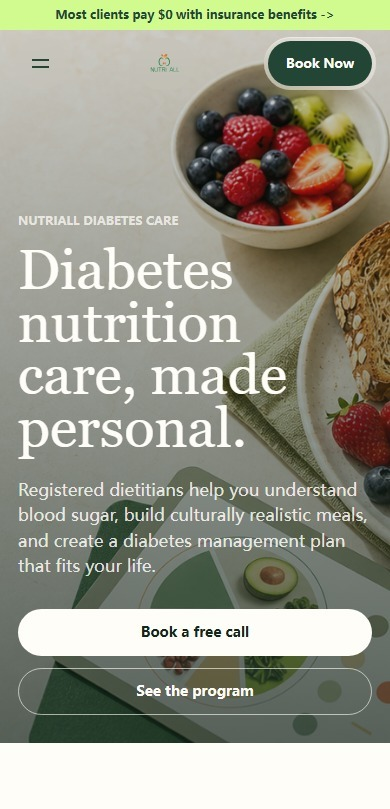 Most clients pay $0 with insurance benefits ->
NUTRI ALL
Book Now
NUTRIALL DIABETES CARE
Diabetes
nutrition
care, made
personal.
Registered dietitians help you understand
blood sugar, build culturally realistic meals,
and create a diabetes management plan
that fits your life.
Book a free call
See the program